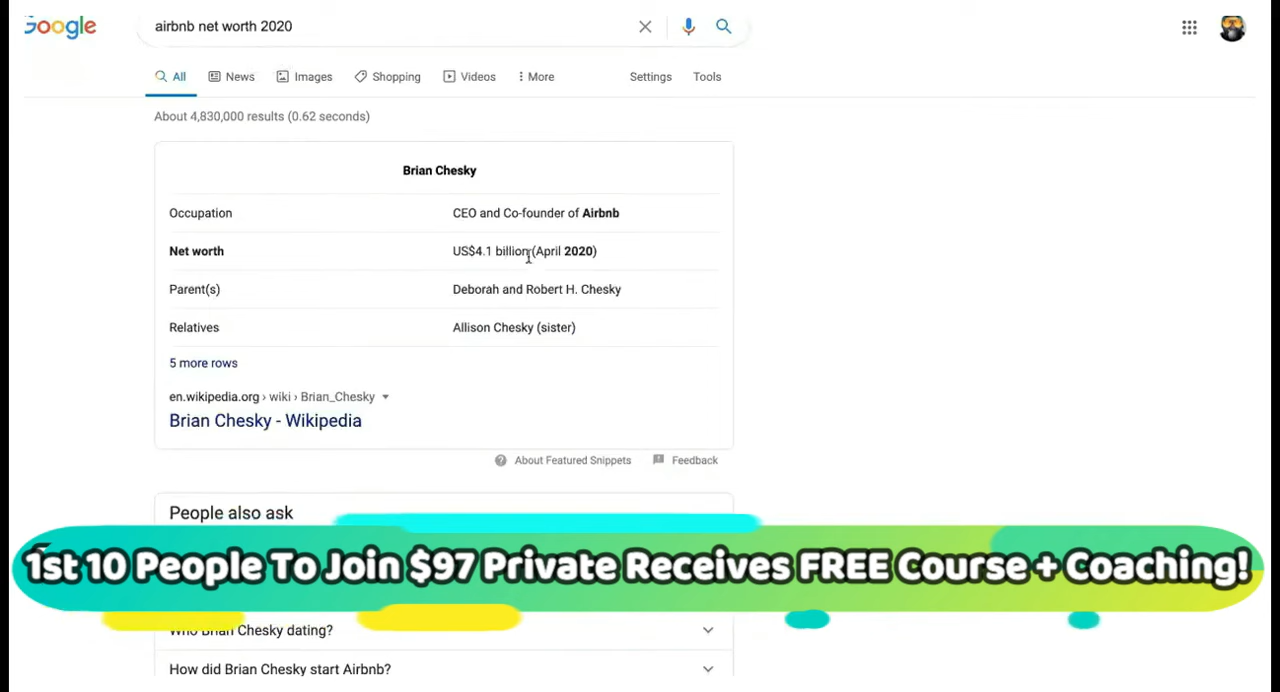 Google
airbnb net worth 2020
All News Images Shopping Videos More Settings Tools
About 4,830,000 results (0.62 seconds)
Brian Chesky
Occupation CEO and Co-founder of Airbnb
Net worth US$4.1 billion (April 2020)
Parent(s) Deborah and Robert H. Chesky
Relatives Allison Chesky (sister)
5 more rows
en.wikipedia.org › wiki › Brian_Chesky
Brian Chesky - Wikipedia
About Featured Snippets Feedback
People also ask
1st 10 People To Join $97 Private Receives FREE Course + Coaching!
Who Brian Chesky dating?
How did Brian Chesky start Airbnb?